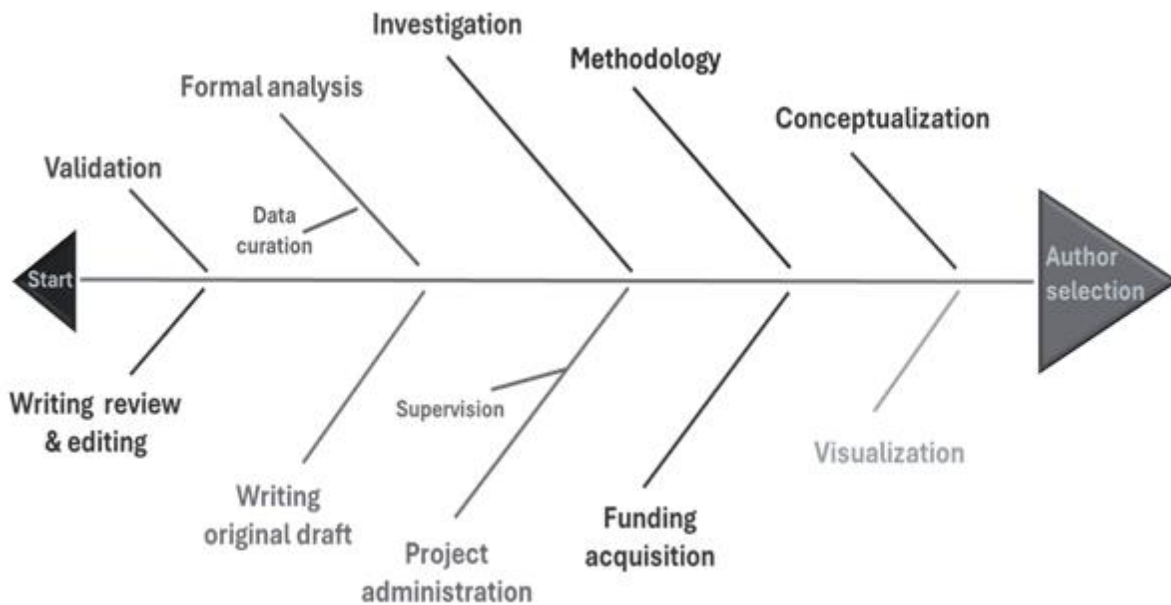 Investigation
Methodology
Formal analysis
Conceptualization
Validation
Data
curation
Start
Author
selection
Writing review
& editing
Supervision
Visualization
Writing
original draft
Funding
acquisition
Project
administration